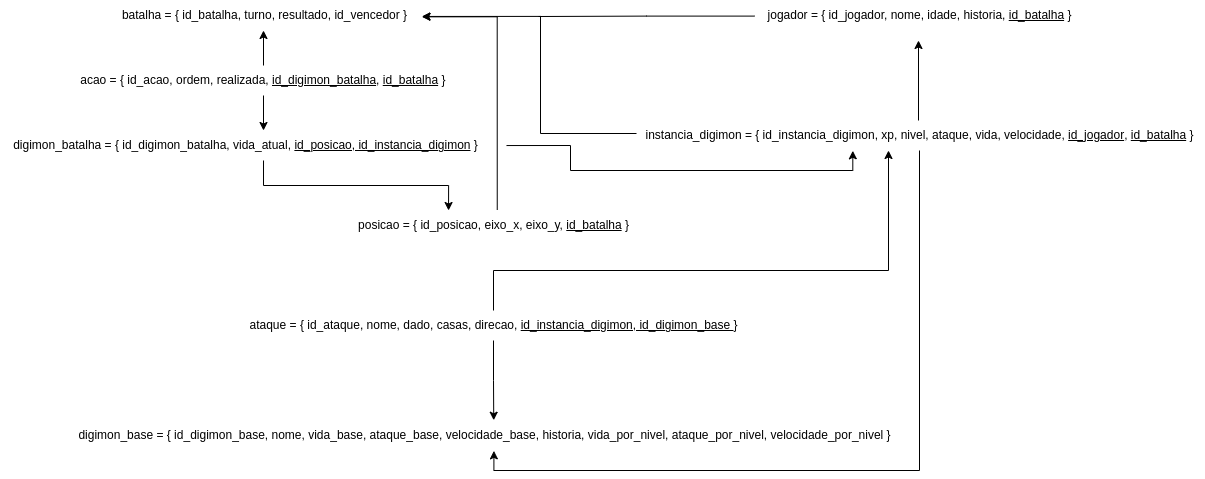 batalha = { id_batalha, turno, resultado, id_vencedor }
jogador = { id_jogador, nome, idade, historia, id_batalha }
acao = { id_acao, ordem, realizada, id_digimon_batalha, id_batalha }
instancia_digimon = { id_instancia_digimon, xp, nivel, ataque, vida, velocidade, id_jogador, id_batalha }
digimon_batalha = { id_digimon_batalha, vida_atual, id_posicao, id_instancia_digimon }
posicao = { id_posicao, eixo_x, eixo_y, id_batalha }
ataque = { id_ataque, nome, dado, casas, direcao, id_instancia_digimon, id_digimon_base }
digimon_base = { id_digimon_base, nome, vida_base, ataque_base, velocidade_base, historia, vida_por_nivel, ataque_por_nivel, velocidade_por_nivel }